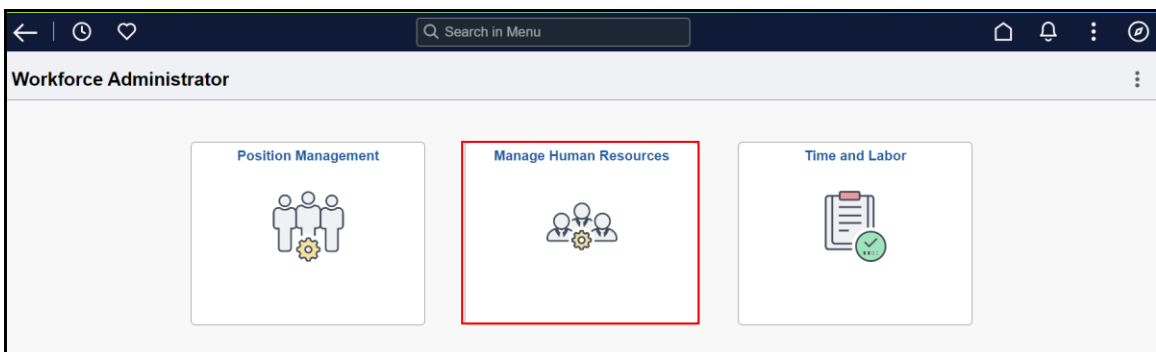 Search in Menu
Workforce Administrator
Position Management
Manage Human Resources
Time and Labor